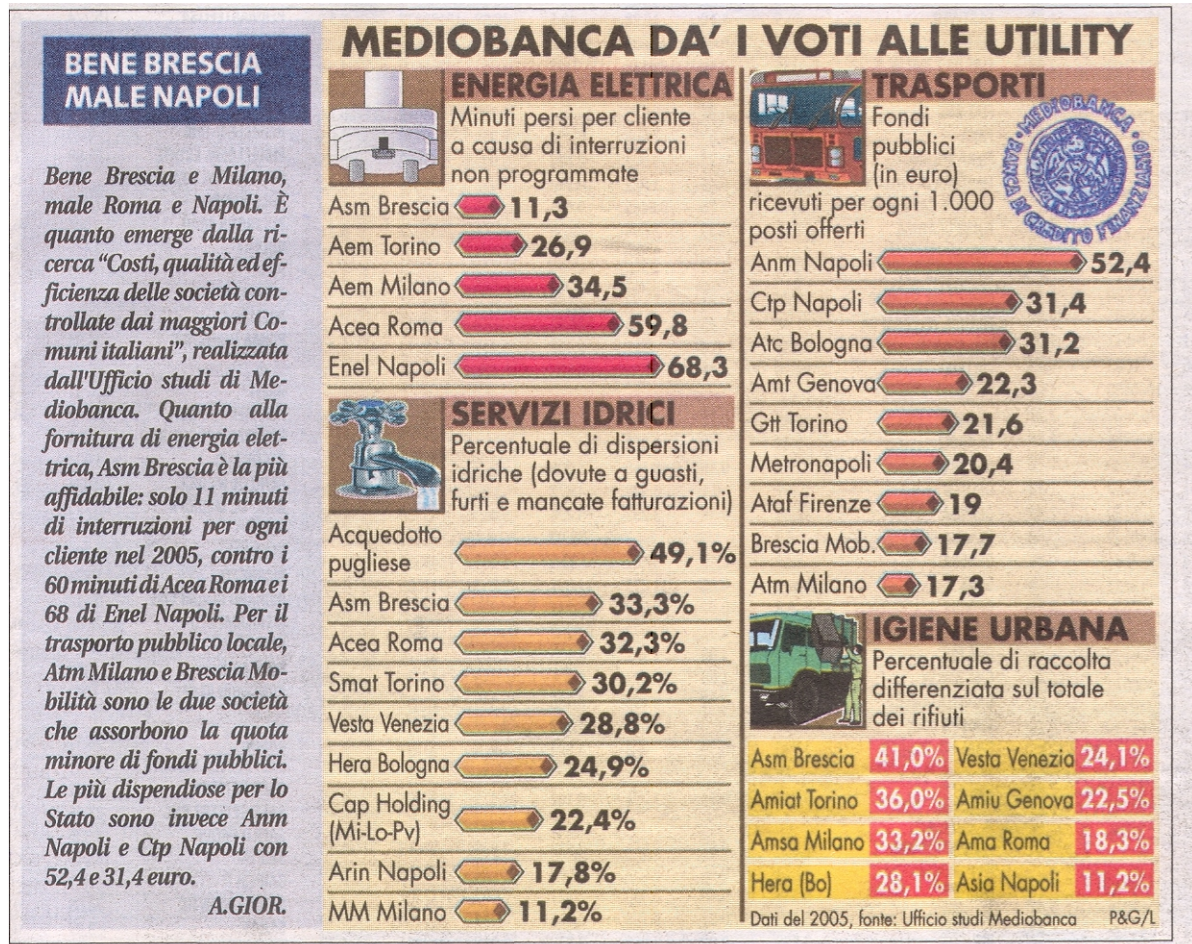 BENE BRESCIA
MALE NAPOLI
Bene Brescia e Milano,
male Roma e Napoli. È
quanto emerge dalla ri-
cerca “Costi, qualità ed ef-
ficienza delle società con-
trollate dai maggiori Co-
muni italiani”, realizzata
dall'Ufficio studi di Me-
diobanca. Quanto alla
fornitura di energia elet-
trica, Asm Brescia è la più
affidabile: solo 11 minuti
di interruzioni per ogni
cliente nel 2005, contro i
60 minuti di Acea Roma e i
68 di Enel Napoli. Per il
trasporto pubblico locale,
Atm Milano e Brescia Mo-
bilità sono le due società
che assorbono la quota
minore di fondi pubblici.
Le più dispendiose per lo
Stato sono invece Anm
Napoli e Ctp Napoli con
52,4 e 31,4 euro.
A.GIOR.
MEDIOBANCA DA’ I VOTI ALLE UTILITY
ENERGIA ELETTRICA
Minuti persi per cliente
a causa di interruzioni
non programmate
Asm Brescia 11,3
Aem Torino 26,9
Aem Milano 34,5
Acea Roma 59,8
Enel Napoli 68,3
SERVIZI IDRICI
Percentuale di dispersioni
idriche (dovute a guasti,
furti e mancate fatturazioni)
Acquedotto
pugliese 49,1%
Asm Brescia 33,3%
Acea Roma 32,3%
Smat Torino 30,2%
Vesta Venezia 28,8%
Hera Bologna 24,9%
Cap Holding
(Mi-Lo-Pv) 22,4%
Arin Napoli 17,8%
MM Milano 11,2%
TRASPORTI
Fondi
pubblici
(in euro)
ricevuti per ogni 1.000
posti offerti
MEDIOBANCA • BANCA DI CREDITO FINANZIARIO •
Anm Napoli 52,4
Ctp Napoli 31,4
Atc Bologna 31,2
Amt Genova 22,3
Gtt Torino 21,6
Metronapoli 20,4
Ataf Firenze 19
Brescia Mob. 17,7
Atm Milano 17,3
IGIENE URBANA
Percentuale di raccolta
differenziata sul totale
dei rifiuti
Asm Brescia 41,0% Vesta Venezia 24,1%
Amiat Torino 36,0% Amiu Genova 22,5%
Amsa Milano 33,2% Ama Roma 18,3%
Hera (Bo) 28,1% Asia Napoli 11,2%
Dati del 2005, fonte: Ufficio studi Mediobanca P&G/L